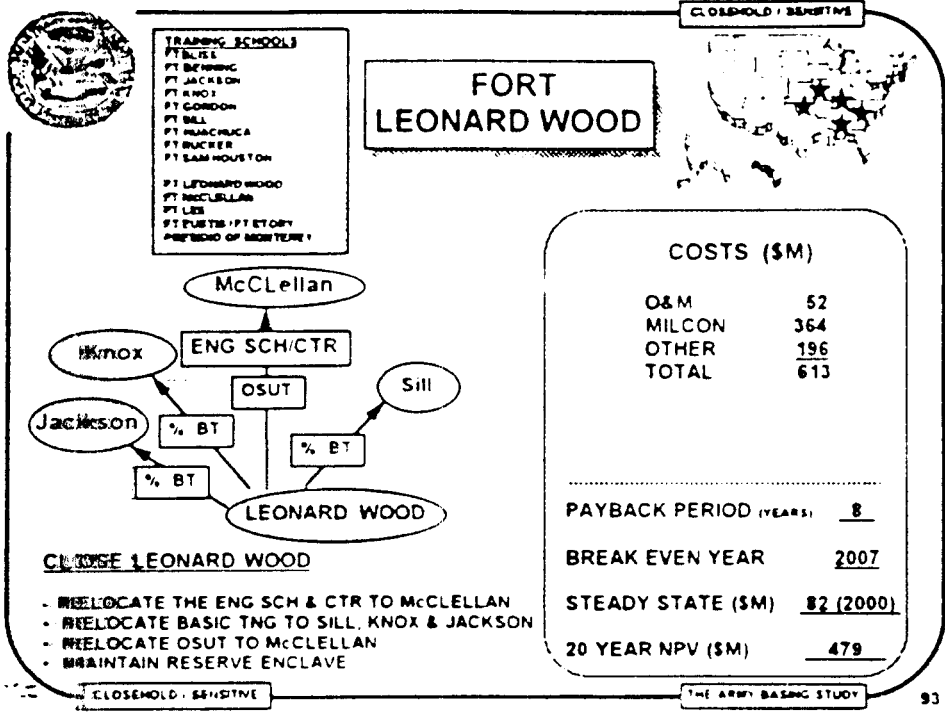 CLOSEHOLD / SENSITIVE
TRAINING SCHOOLS
FT BLISS
FT BENNING
FT JACKSON
FT KNOX
FT GORDON
FT SILL
FT HUACHUCA
FT RUCKER
FT SAM HOUSTON
FT LEONARD WOOD
FT McCLELLAN
FT LEE
FT EUSTIS / FT STORY
PRESIDIO OF MONTEREY
FORT
LEONARD WOOD
McCLellan
ENG SCH/CTR
Knox
OSUT
Sill
Jackson
% BT
% BT
% BT
LEONARD WOOD
CLOSE LEONARD WOOD
- RELOCATE THE ENG SCH & CTR TO McCLELLAN
- RELOCATE BASIC TNG TO SILL, KNOX & JACKSON
- RELOCATE OSUT TO McCLELLAN
- MAINTAIN RESERVE ENCLAVE
COSTS ($M)
O&M 52
MILCON 364
OTHER 196
TOTAL 613
PAYBACK PERIOD (YEARS) 8
BREAK EVEN YEAR 2007
STEADY STATE ($M) 82 (2000)
20 YEAR NPV ($M) 479
CLOSEHOLD / SENSITIVE
THE ARMY BASING STUDY
93